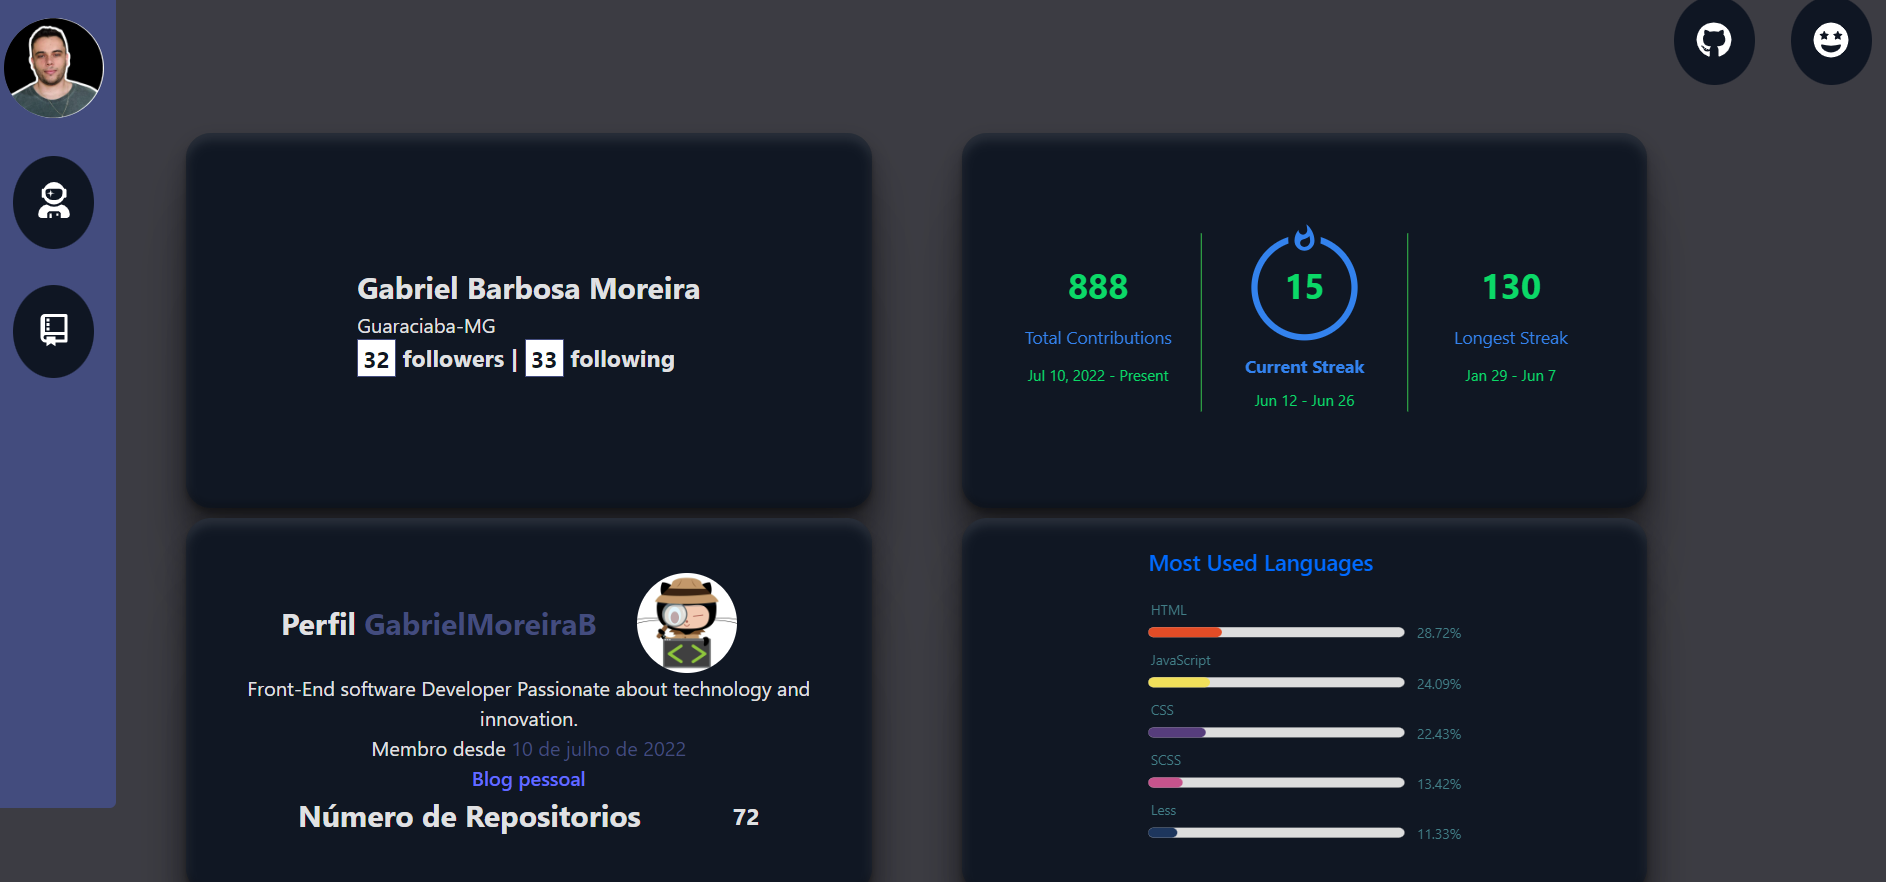 Gabriel Barbosa Moreira
Guaraciaba-MG
32 followers | 33 following
888
Total Contributions
Jul 10, 2022 - Present
15
Current Streak
Jun 12 - Jun 26
130
Longest Streak
Jan 29 - Jun 7
Perfil GabrielMoreiraB
Front-End software Developer Passionate about technology and
innovation.
Membro desde 10 de julho de 2022
Blog pessoal
Número de Repositorios 72
Most Used Languages
HTML
28.72%
JavaScript
24.09%
CSS
22.43%
SCSS
13.42%
Less
11.33%